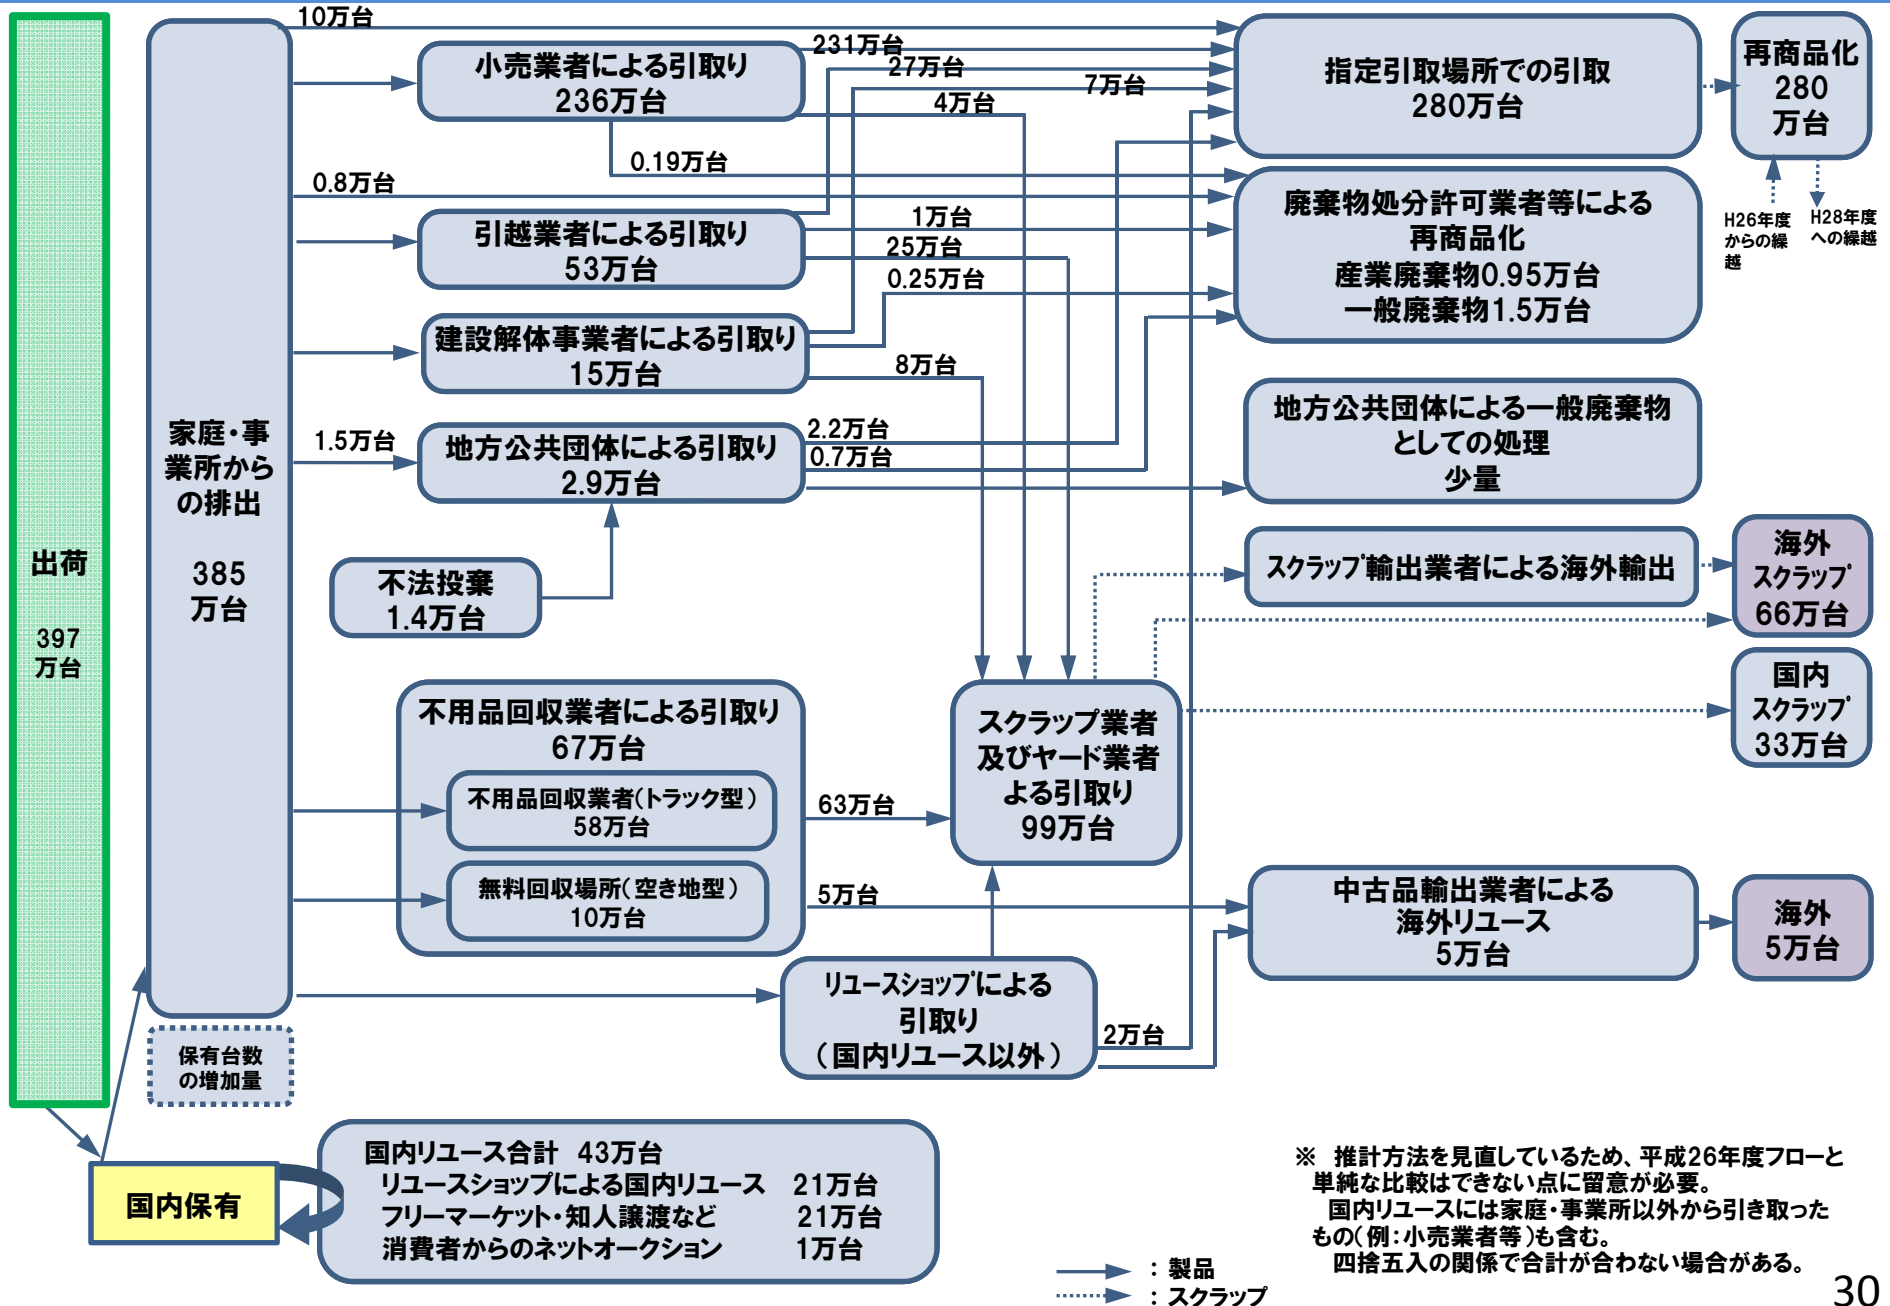 出荷
397
万台
家庭・事
業所から
の排出
385
万台
保有台数
の増加量
国内保有
10万台
小売業者による引取り
236万台
231万台
27万台
7万台
4万台
0.19万台
0.8万台
引越業者による引取り
53万台
1万台
25万台
0.25万台
建設解体事業者による引取り
15万台
8万台
1.5万台
地方公共団体による引取り
2.9万台
2.2万台
0.7万台
不法投棄
1.4万台
不用品回収業者による引取り
67万台
不用品回収業者(トラック型)
58万台
無料回収場所(空き地型)
10万台
63万台
5万台
スクラップ業者
及びヤード業者
よる引取り
99万台
リユースショップによる
引取り
(国内リユース以外)
2万台
指定引取場所での引取
280万台
再商品化
280
万台
H26年度
からの繰
越
H28年度
への繰越
廃棄物処分許可業者等による
再商品化
産業廃棄物0.95万台
一般廃棄物1.5万台
地方公共団体による一般廃棄物
としての処理
少量
スクラップ輸出業者による海外輸出
海外
スクラップ
66万台
国内
スクラップ
33万台
中古品輸出業者による
海外リユース
5万台
海外
5万台
国内リユース合計 43万台
リユースショップによる国内リユース 21万台
フリーマーケット・知人譲渡など 21万台
消費者からのネットオークション 1万台
※ 推計方法を見直しているため、平成26年度フローと
単純な比較はできない点に留意が必要。
国内リユースには家庭・事業所以外から引き取った
もの(例:小売業者等)も含む。
四捨五入の関係で合計が合わない場合がある。
:製品
:スクラップ
30